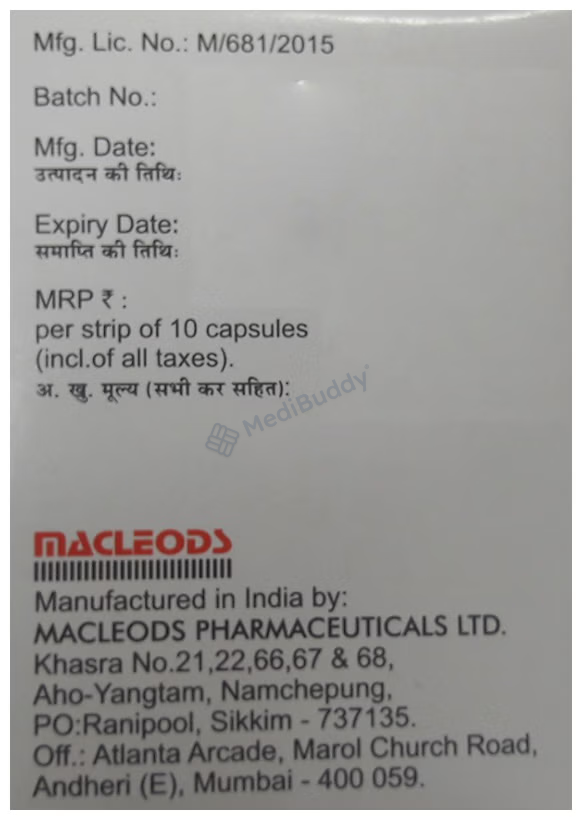 Mfg. Lic. No.: M/681/2015
Batch No.:
Mfg. Date:
उत्पादन की तिथि:
Expiry Date:
समाप्ति की तिथि:
MRP ₹ :
per strip of 10 capsules
(incl.of all taxes).
अ. खु. मूल्य (सभी कर सहित):
MediBuddy
MACLEODS
Manufactured in India by:
MACLEODS PHARMACEUTICALS LTD.
Khasra No.21,22,66,67 & 68,
Aho-Yangtam, Namchepung,
PO:Ranipool, Sikkim - 737135.
Off.: Atlanta Arcade, Marol Church Road,
Andheri (E), Mumbai - 400 059.